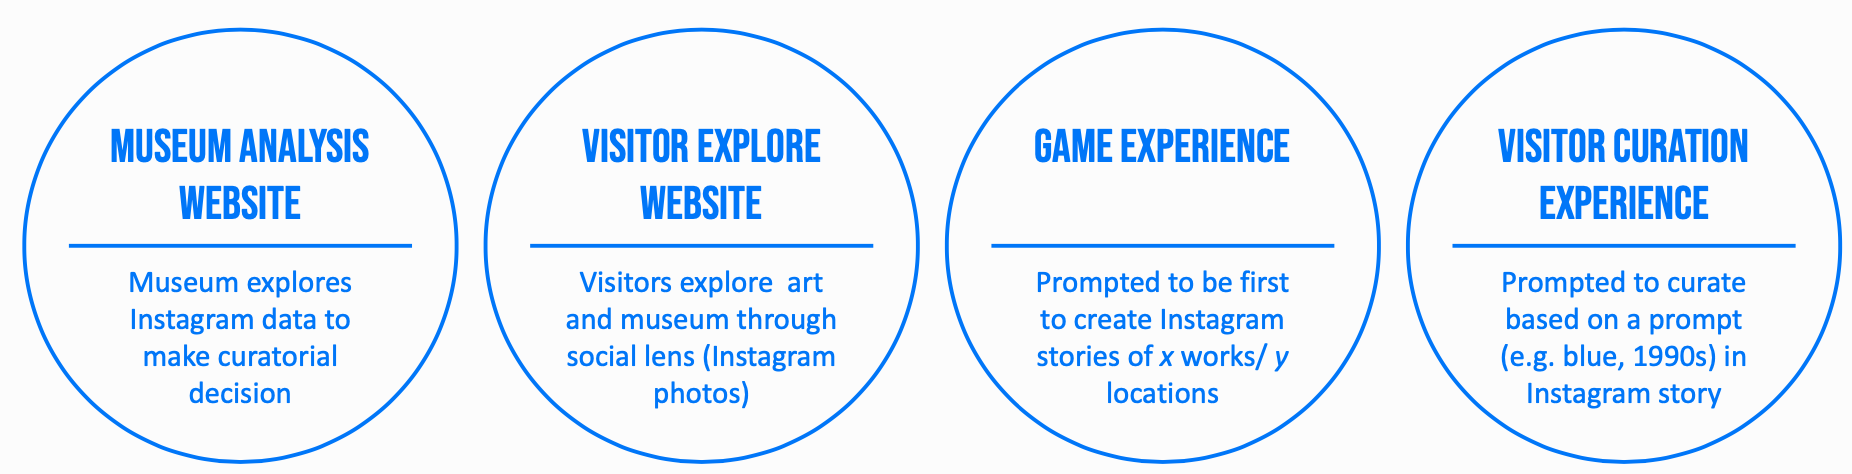 MUSEUM ANALYSIS
WEBSITE
Museum explores
Instagram data to
make curatorial
decision
VISITOR EXPLORE
WEBSITE
Visitors explore  art
and museum through
social lens (Instagram
photos)
GAME EXPERIENCE
Prompted to be first
to create Instagram
stories of x works/ y
locations
VISITOR CURATION
EXPERIENCE
Prompted to curate
based on a prompt
(e.g. blue, 1990s) in
Instagram story